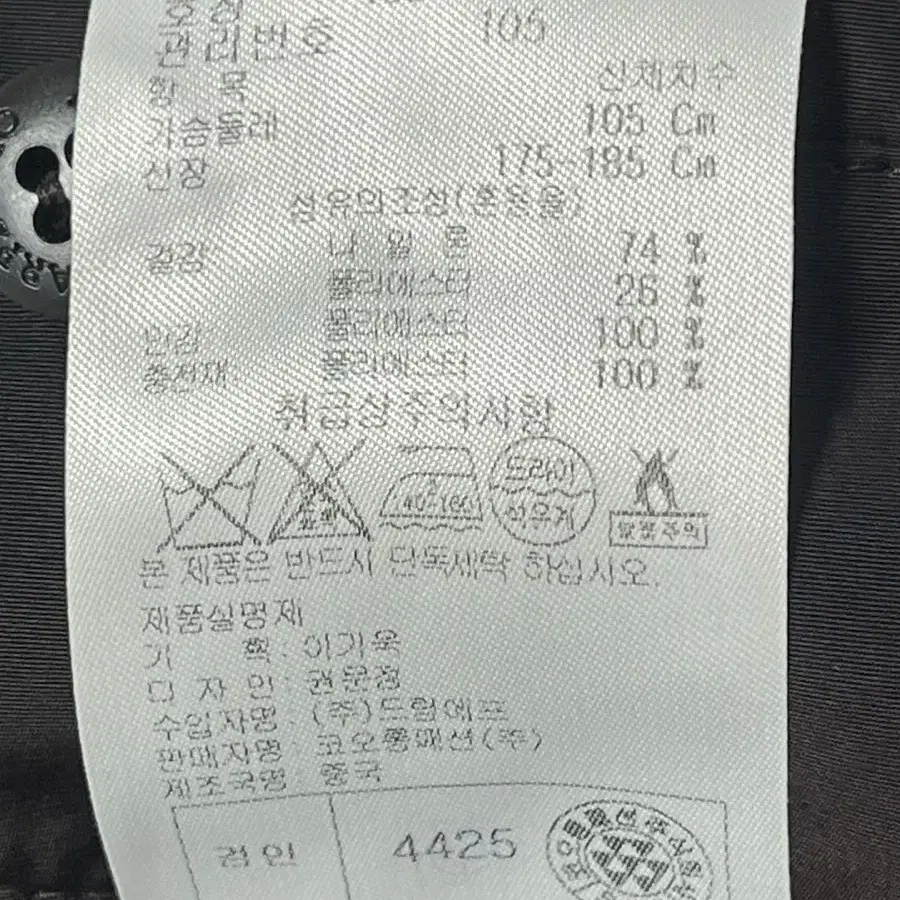 관리번호 105
항 목 신체치수
가슴둘레 105 Cm
신장 175-185 Cm
섬유의조성(혼용율)
겉감 나 일 론 74 %
폴리에스터 26 %
안감 폴리에스터 100 %
충전재 폴리에스터 100 %
취급상주의사항
40-160
드라이
석유계
본 제품은 반드시 단독세탁 하십시오.
제품실명제
기 획 : 이기욱
디 자 인 : 권문정
수입자명 : (주)드림에프
판매자명 : 코오롱패션(주)
제조국명 : 중국
검인 4425